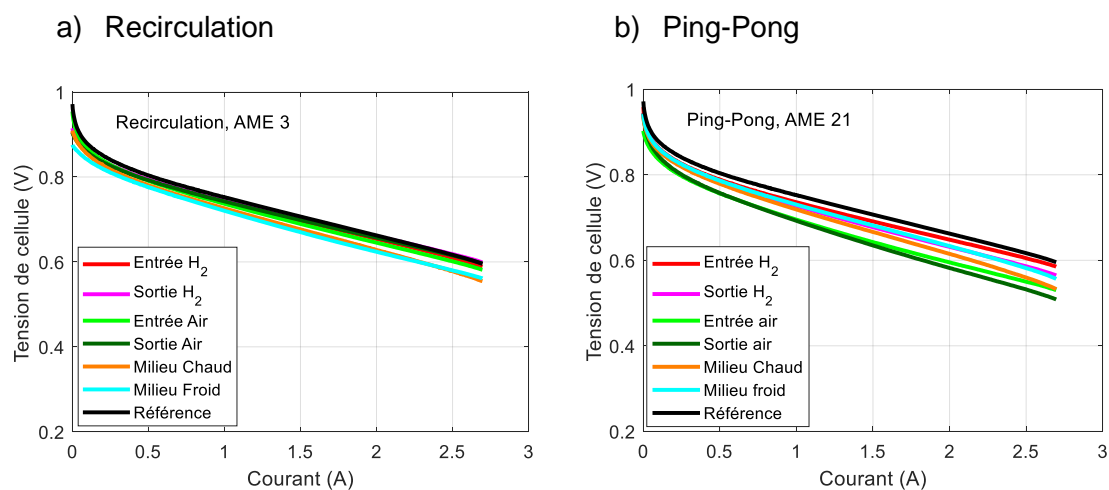 a) Recirculation
Recirculation, AME 3
Tension de cellule (V)
1
0.8
0.6
0.4
0.2
Entrée H2
Sortie H2
Entrée Air
Sortie Air
Milieu Chaud
Milieu Froid
Référence
0 0.5 1 1.5 2 2.5 3
Courant (A)
b) Ping-Pong
Ping-Pong, AME 21
Tension de cellule (V)
1
0.8
0.6
0.4
0.2
Entrée H2
Sortie H2
Entrée air
Sortie air
Milieu Chaud
Milieu froid
Référence
0 0.5 1 1.5 2 2.5 3
Courant (A)